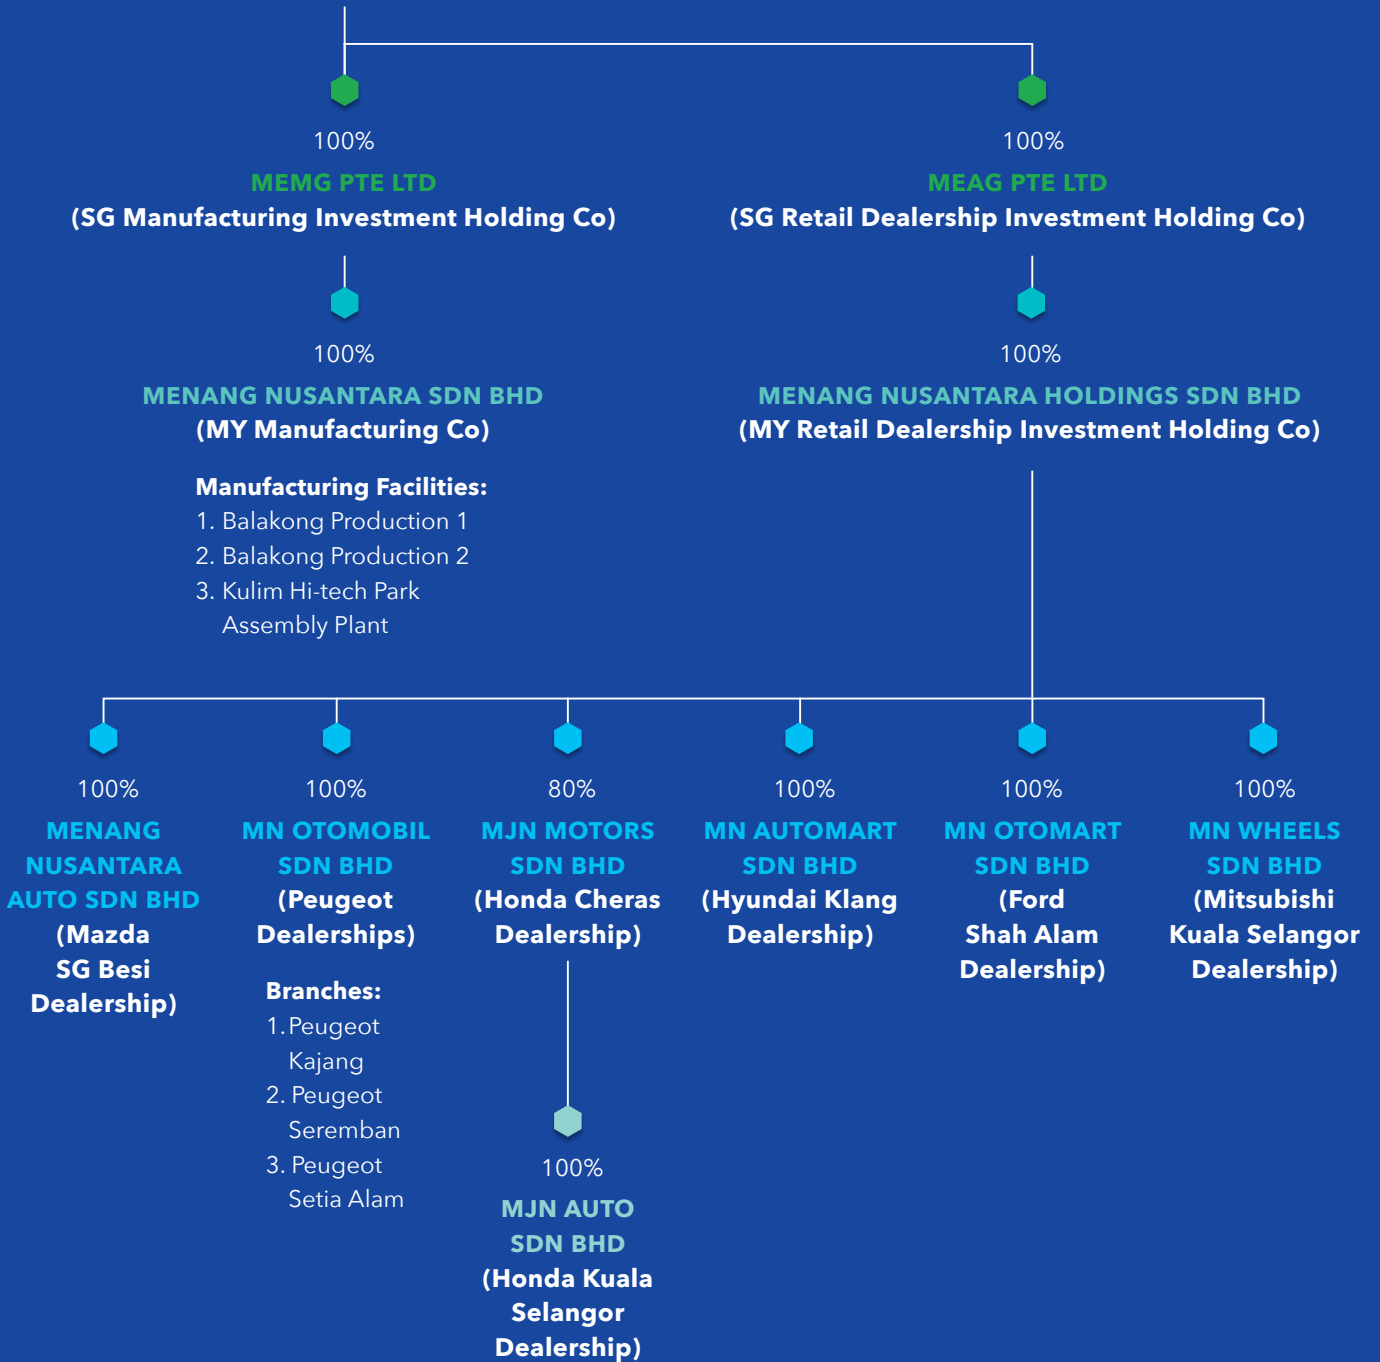 100%
MEMG PTE LTD
(SG Manufacturing Investment Holding Co)
100%
MEAG PTE LTD
(SG Retail Dealership Investment Holding Co)
100%
MENANG NUSANTARA SDN BHD
(MY Manufacturing Co)
Manufacturing Facilities:
1. Balakong Production 1
2. Balakong Production 2
3. Kulim Hi-tech Park
Assembly Plant
100%
MENANG NUSANTARA HOLDINGS SDN BHD
(MY Retail Dealership Investment Holding Co)
100%
MENANG
NUSANTARA
AUTO SDN BHD
(Mazda
SG Besi
Dealership)
100%
MN OTOMOBIL
SDN BHD
(Peugeot
Dealerships)
Branches:
1. Peugeot
Kajang
2. Peugeot
Seremban
3. Peugeot
Setia Alam
80%
MJN MOTORS
SDN BHD
(Honda Cheras
Dealership)
100%
MJN AUTO
SDN BHD
(Honda Kuala
Selangor
Dealership)
100%
MN AUTOMART
SDN BHD
(Hyundai Klang
Dealership)
100%
MN OTOMART
SDN BHD
(Ford
Shah Alam
Dealership)
100%
MN WHEELS
SDN BHD
(Mitsubishi
Kuala Selangor
Dealership)